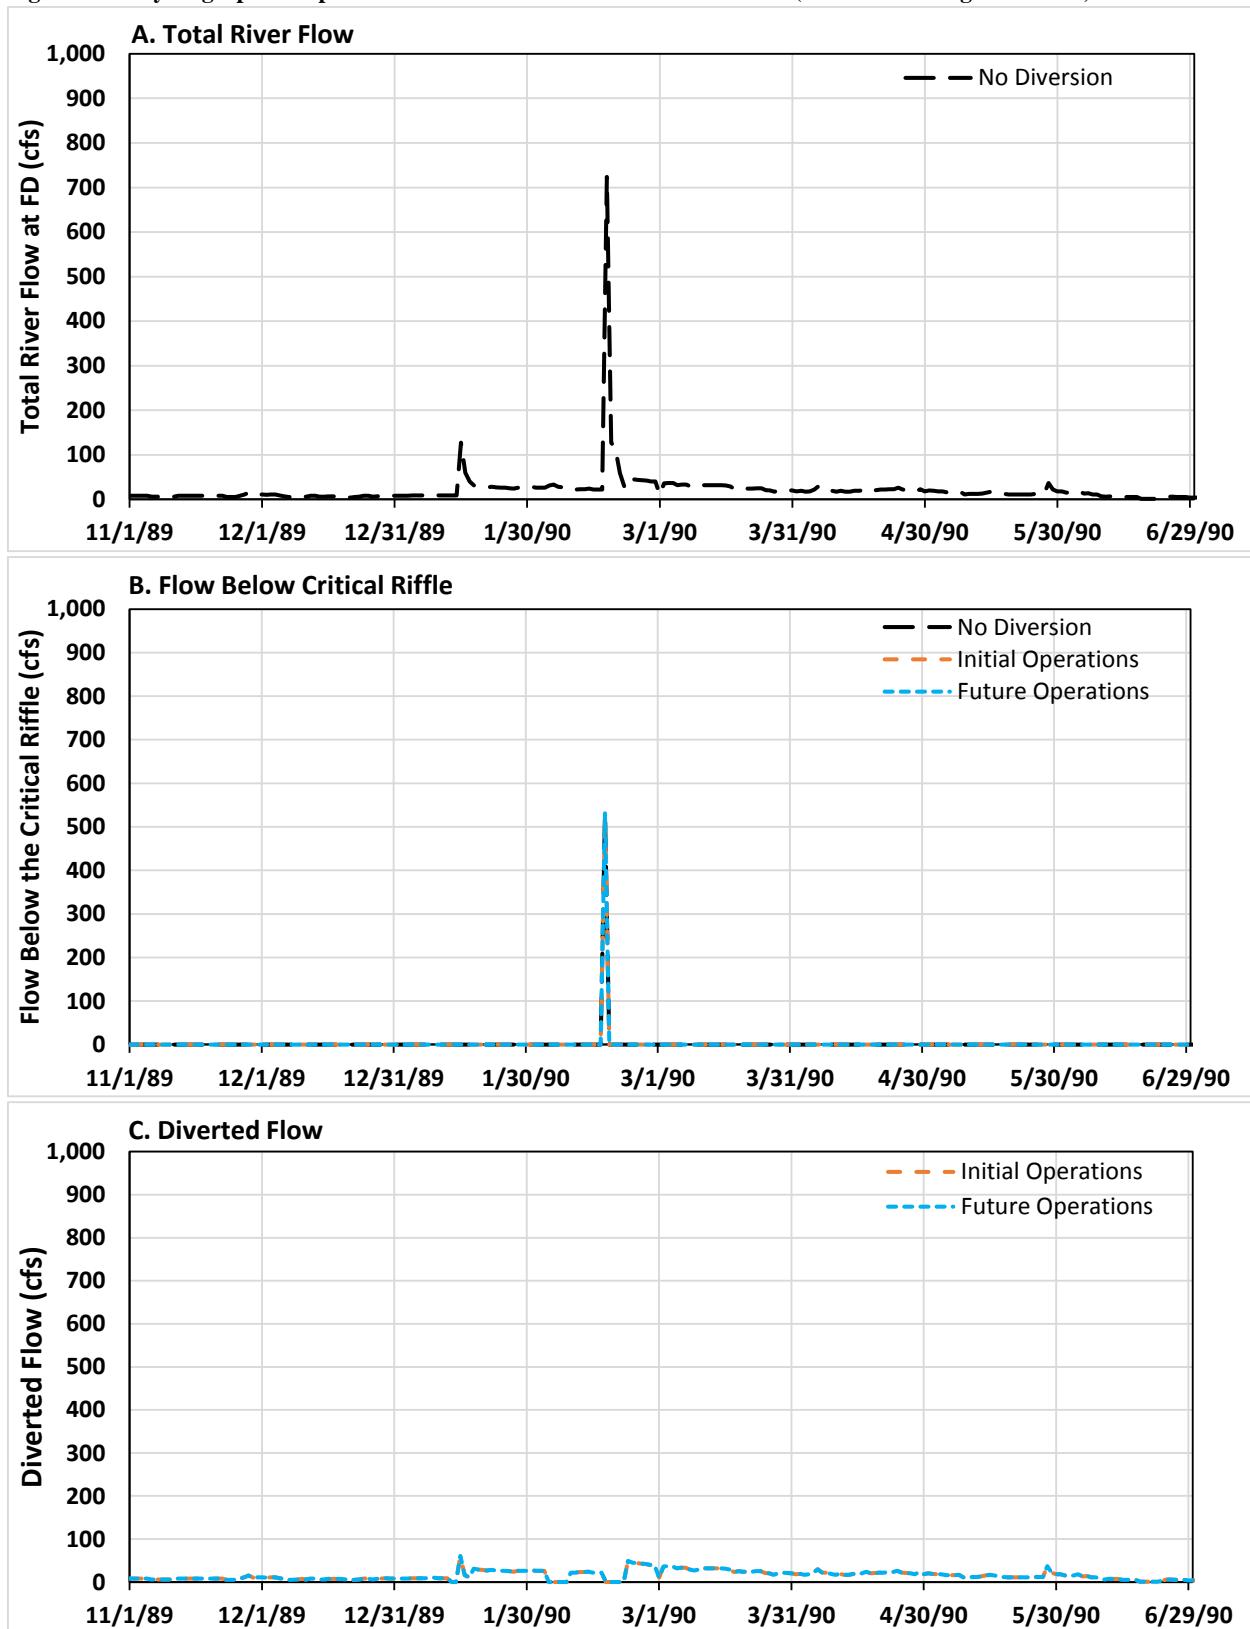 A. Total River Flow
1,000
900
800
700
600
500
400
300
200
100
0
Total River Flow at FD (cfs)
No Diversion
11/1/89 12/1/89 12/31/89 1/30/90 3/1/90 3/31/90 4/30/90 5/30/90 6/29/90
B. Flow Below Critical Riffle
1,000
900
800
700
600
500
400
300
200
100
0
Flow Below the Critical Riffle (cfs)
No Diversion
Initial Operations
Future Operations
11/1/89 12/1/89 12/31/89 1/30/90 3/1/90 3/31/90 4/30/90 5/30/90 6/29/90
C. Diverted Flow
1,000
900
800
700
600
500
400
300
200
100
0
Diverted Flow (cfs)
Initial Operations
Future Operations
11/1/89 12/1/89 12/31/89 1/30/90 3/1/90 3/31/90 4/30/90 5/30/90 6/29/90